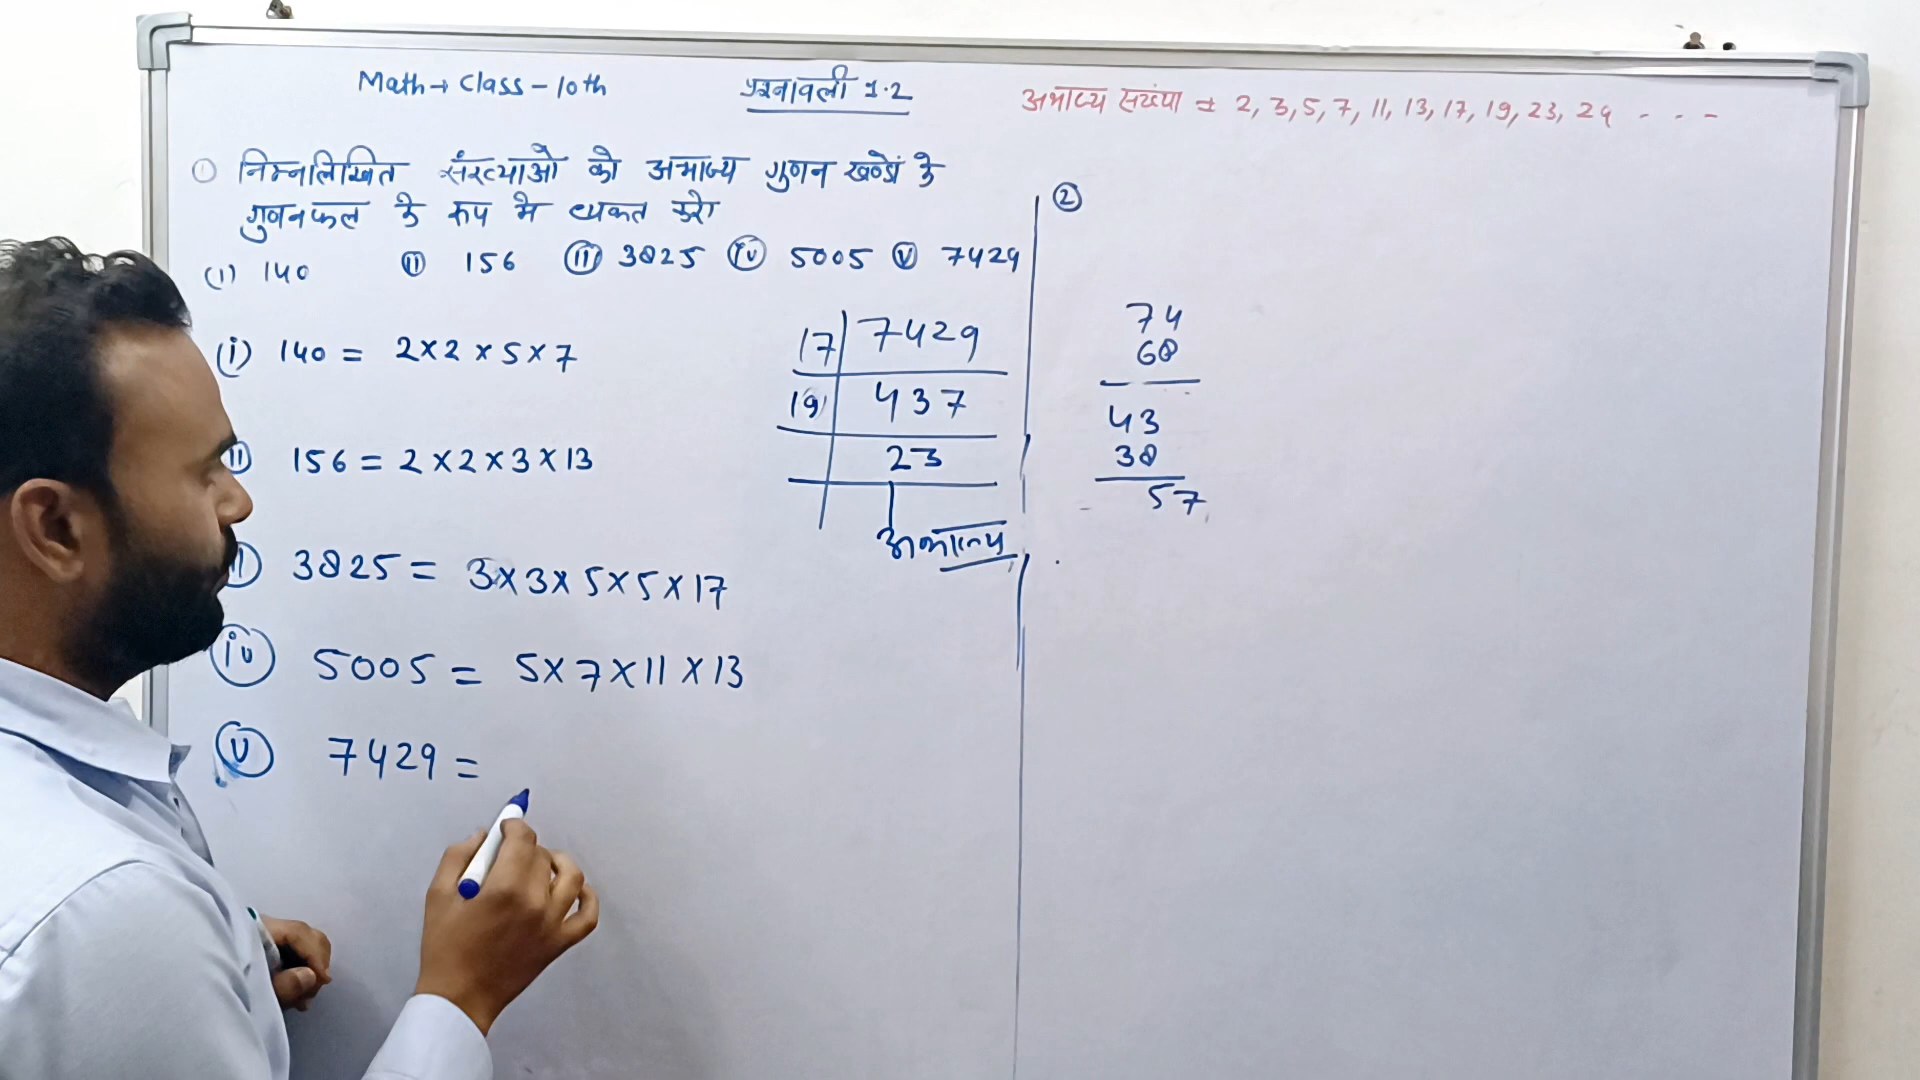 Math → Class - 10th
प्रश्नावली 1.2
अभाज्य संख्या = 2, 3, 5, 7, 11, 13, 17, 19, 23, 29 - - -
① निम्नलिखित संख्याओ को अभाज्य गुणन खण्डों के
गुणनफल के रूप मे व्यक्त करो
(i) 140 (ii) 156 (iii) 3825 (iv) 5005 (v) 7429
(i) 140 = 2×2×5×7
(ii) 156 = 2×2×3×13
3825 = 3×3×5×5×17
(iv) 5005 = 5×7×11×13
(v) 7429 =
17 | 7429
19 | 437
23
अभाज्य
②
74
68
43
38
57